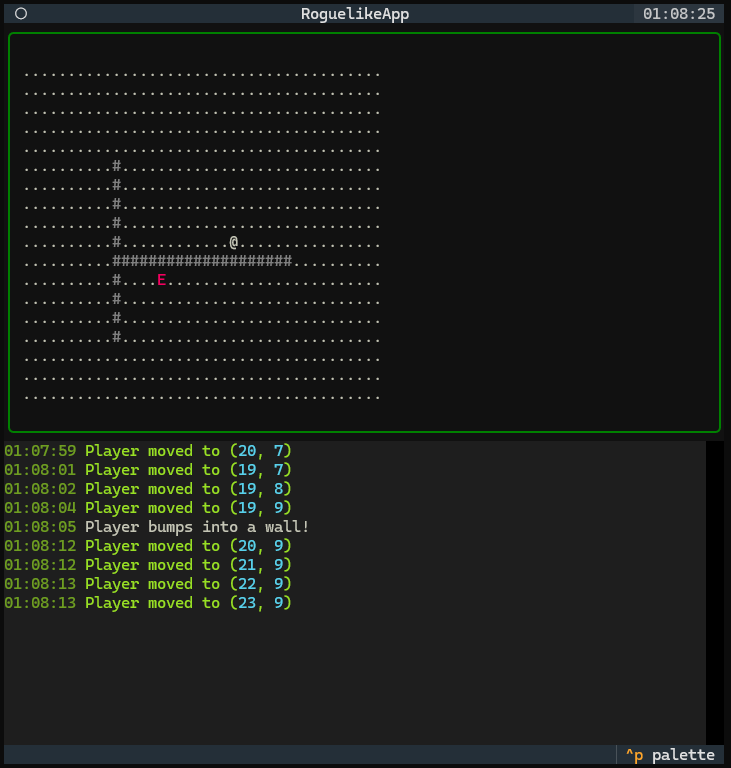 ○ RoguelikeApp 01:08:25
........................................
........................................
........................................
........................................
........................................
..........#.............................
..........#.............................
..........#.............................
..........#.............................
..........#............@................
..........####################..........
..........#....E........................
..........#.............................
..........#.............................
..........#.............................
........................................
........................................
........................................
01:07:59 Player moved to (20, 7)
01:08:01 Player moved to (19, 7)
01:08:02 Player moved to (19, 8)
01:08:04 Player moved to (19, 9)
01:08:05 Player bumps into a wall!
01:08:12 Player moved to (20, 9)
01:08:12 Player moved to (21, 9)
01:08:13 Player moved to (22, 9)
01:08:13 Player moved to (23, 9)
^p palette